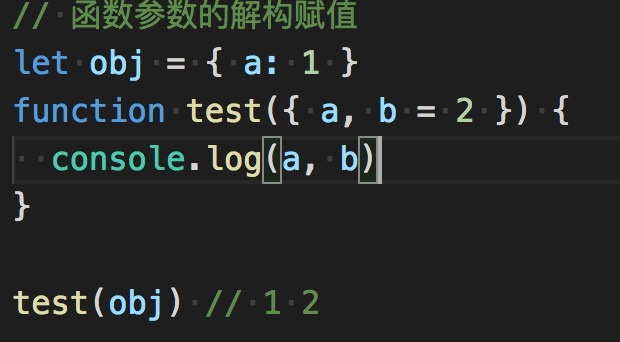 // 函数参数的解构赋值
let obj = { a: 1 }
function test({ a, b = 2 }) {
  console.log(a, b)
}
test(obj) // 1 2